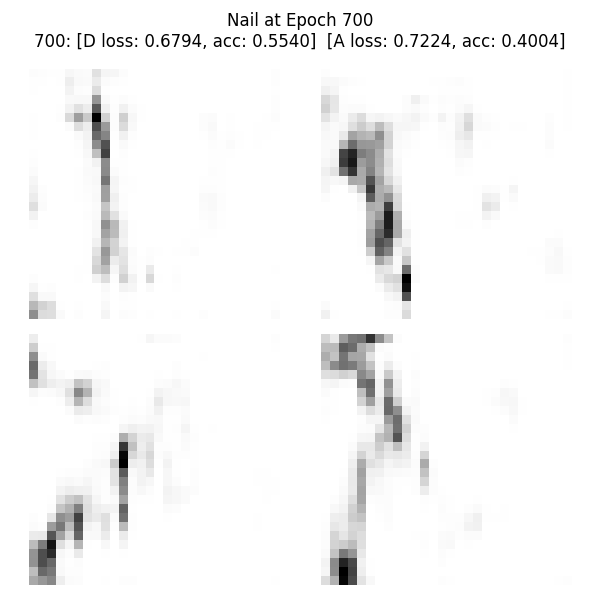 Nail at Epoch 700
700: [D loss: 0.6794, acc: 0.5540]  [A loss: 0.7224, acc: 0.4004]